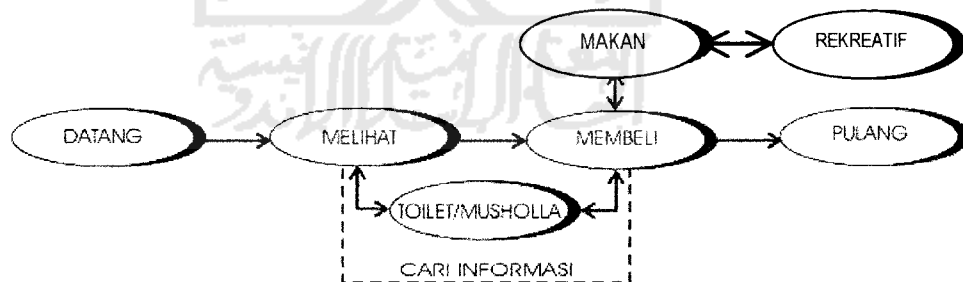 MAKAN
REKREATIF
DATANG
MELIHAT
MEMBELI
PULANG
TOILET/MUSHOLLA
CARI INFORMASI